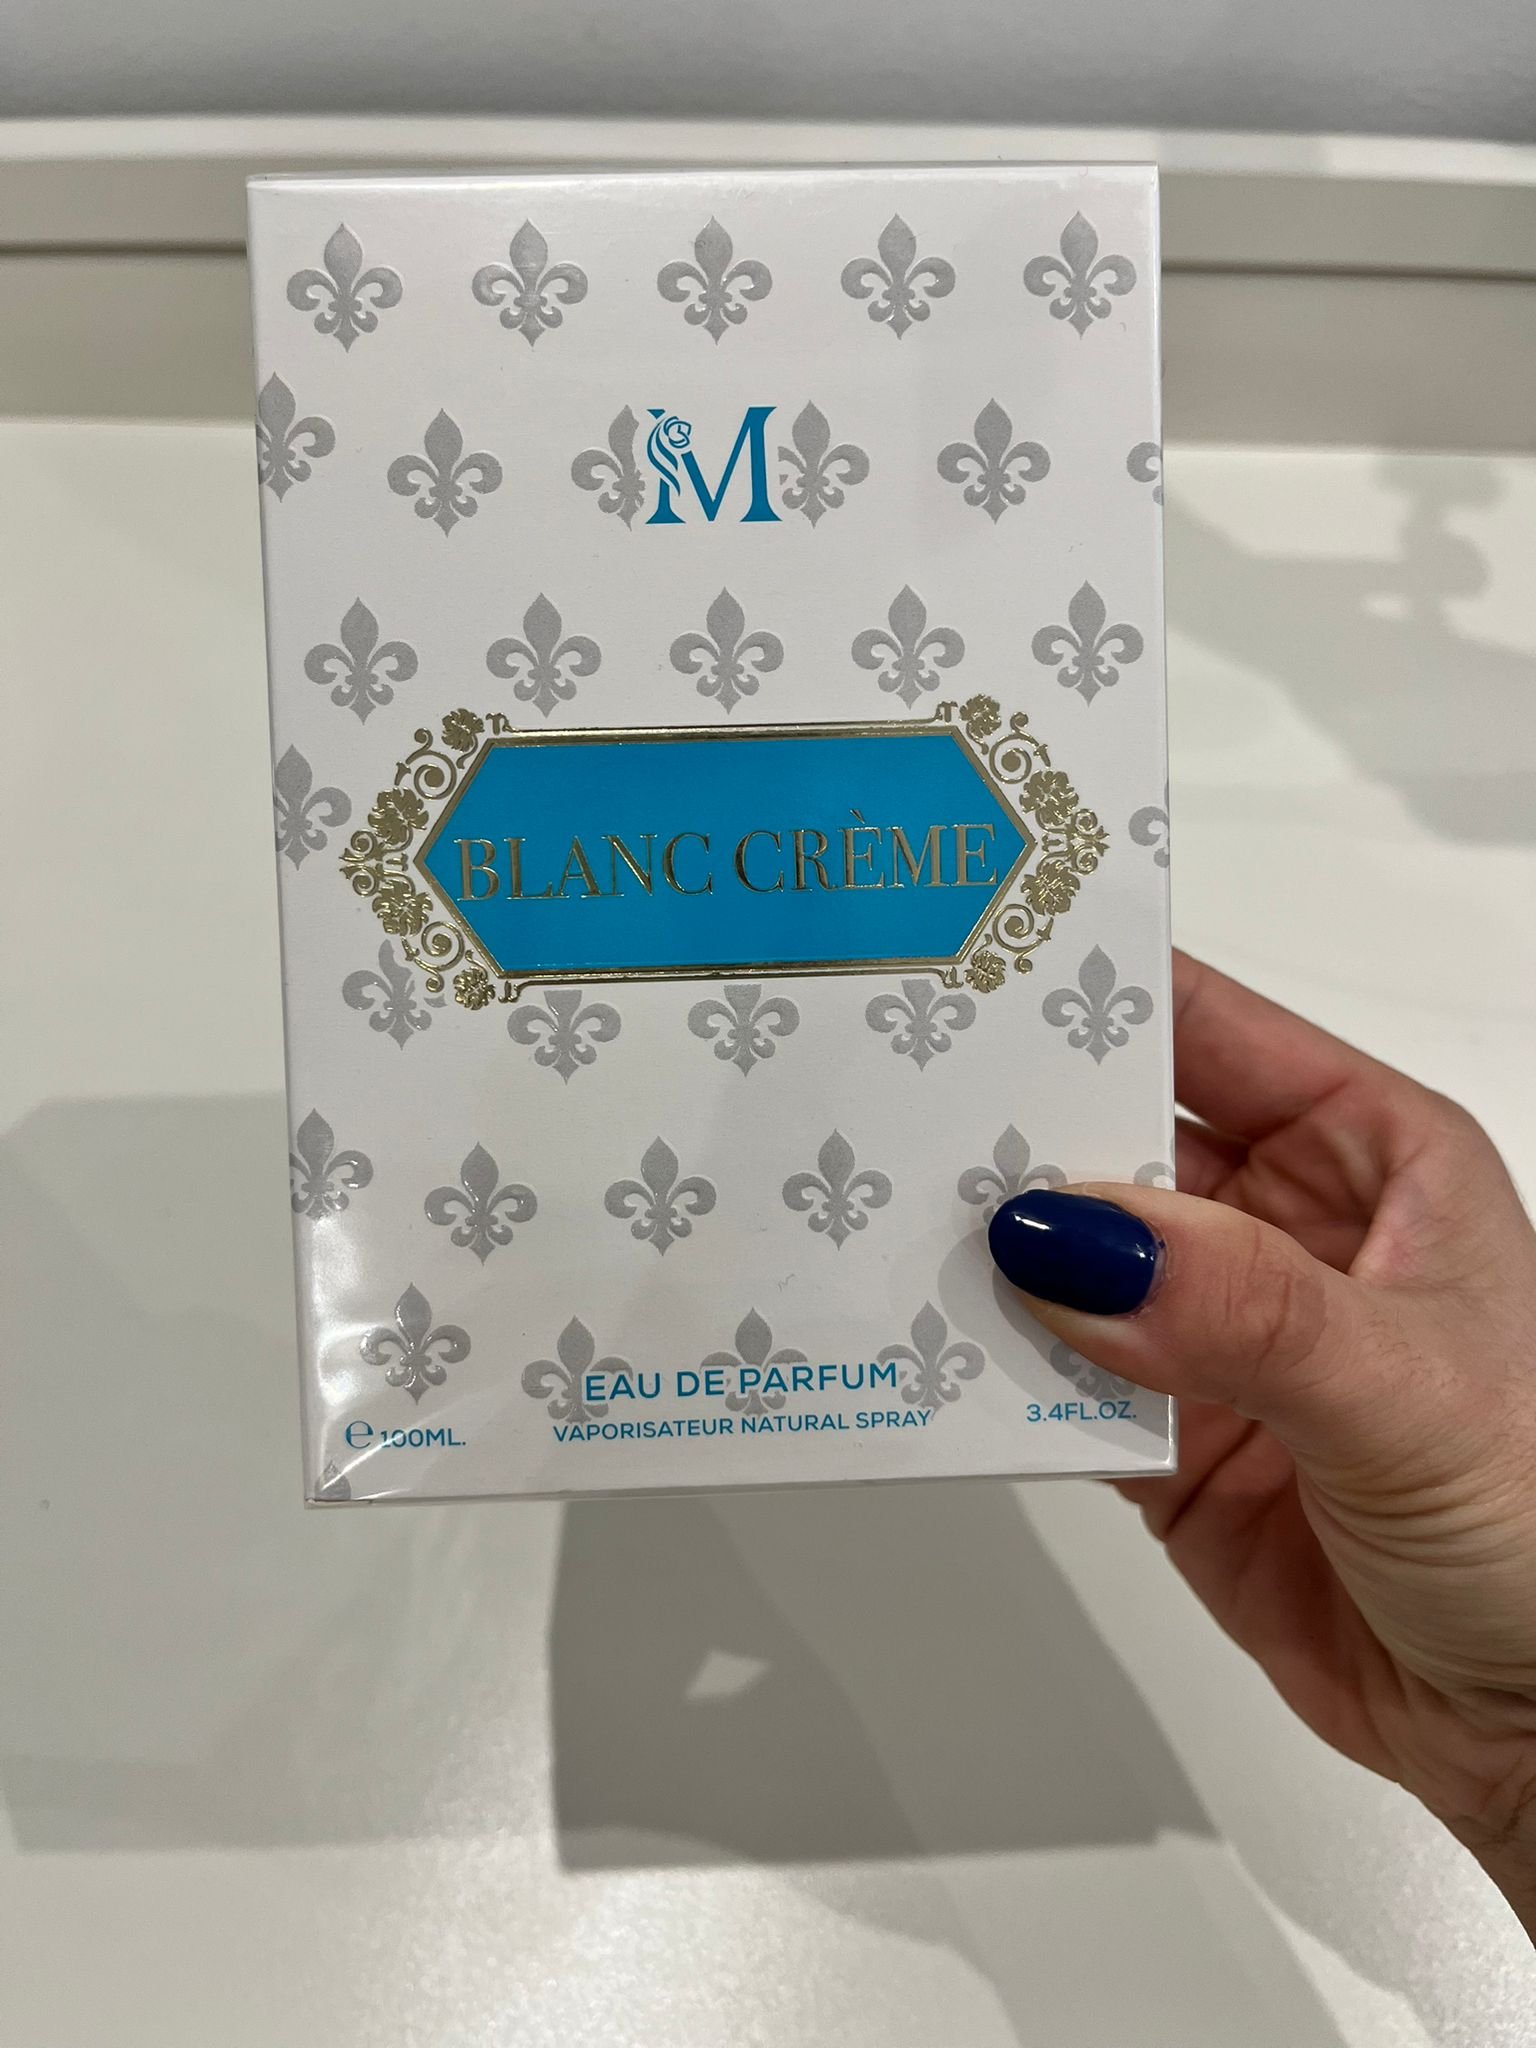 M
BLANC CRÈME
EAU DE PARFUM
℮ 100ML.
VAPORISATEUR NATURAL SPRAY
3.4FL.OZ.